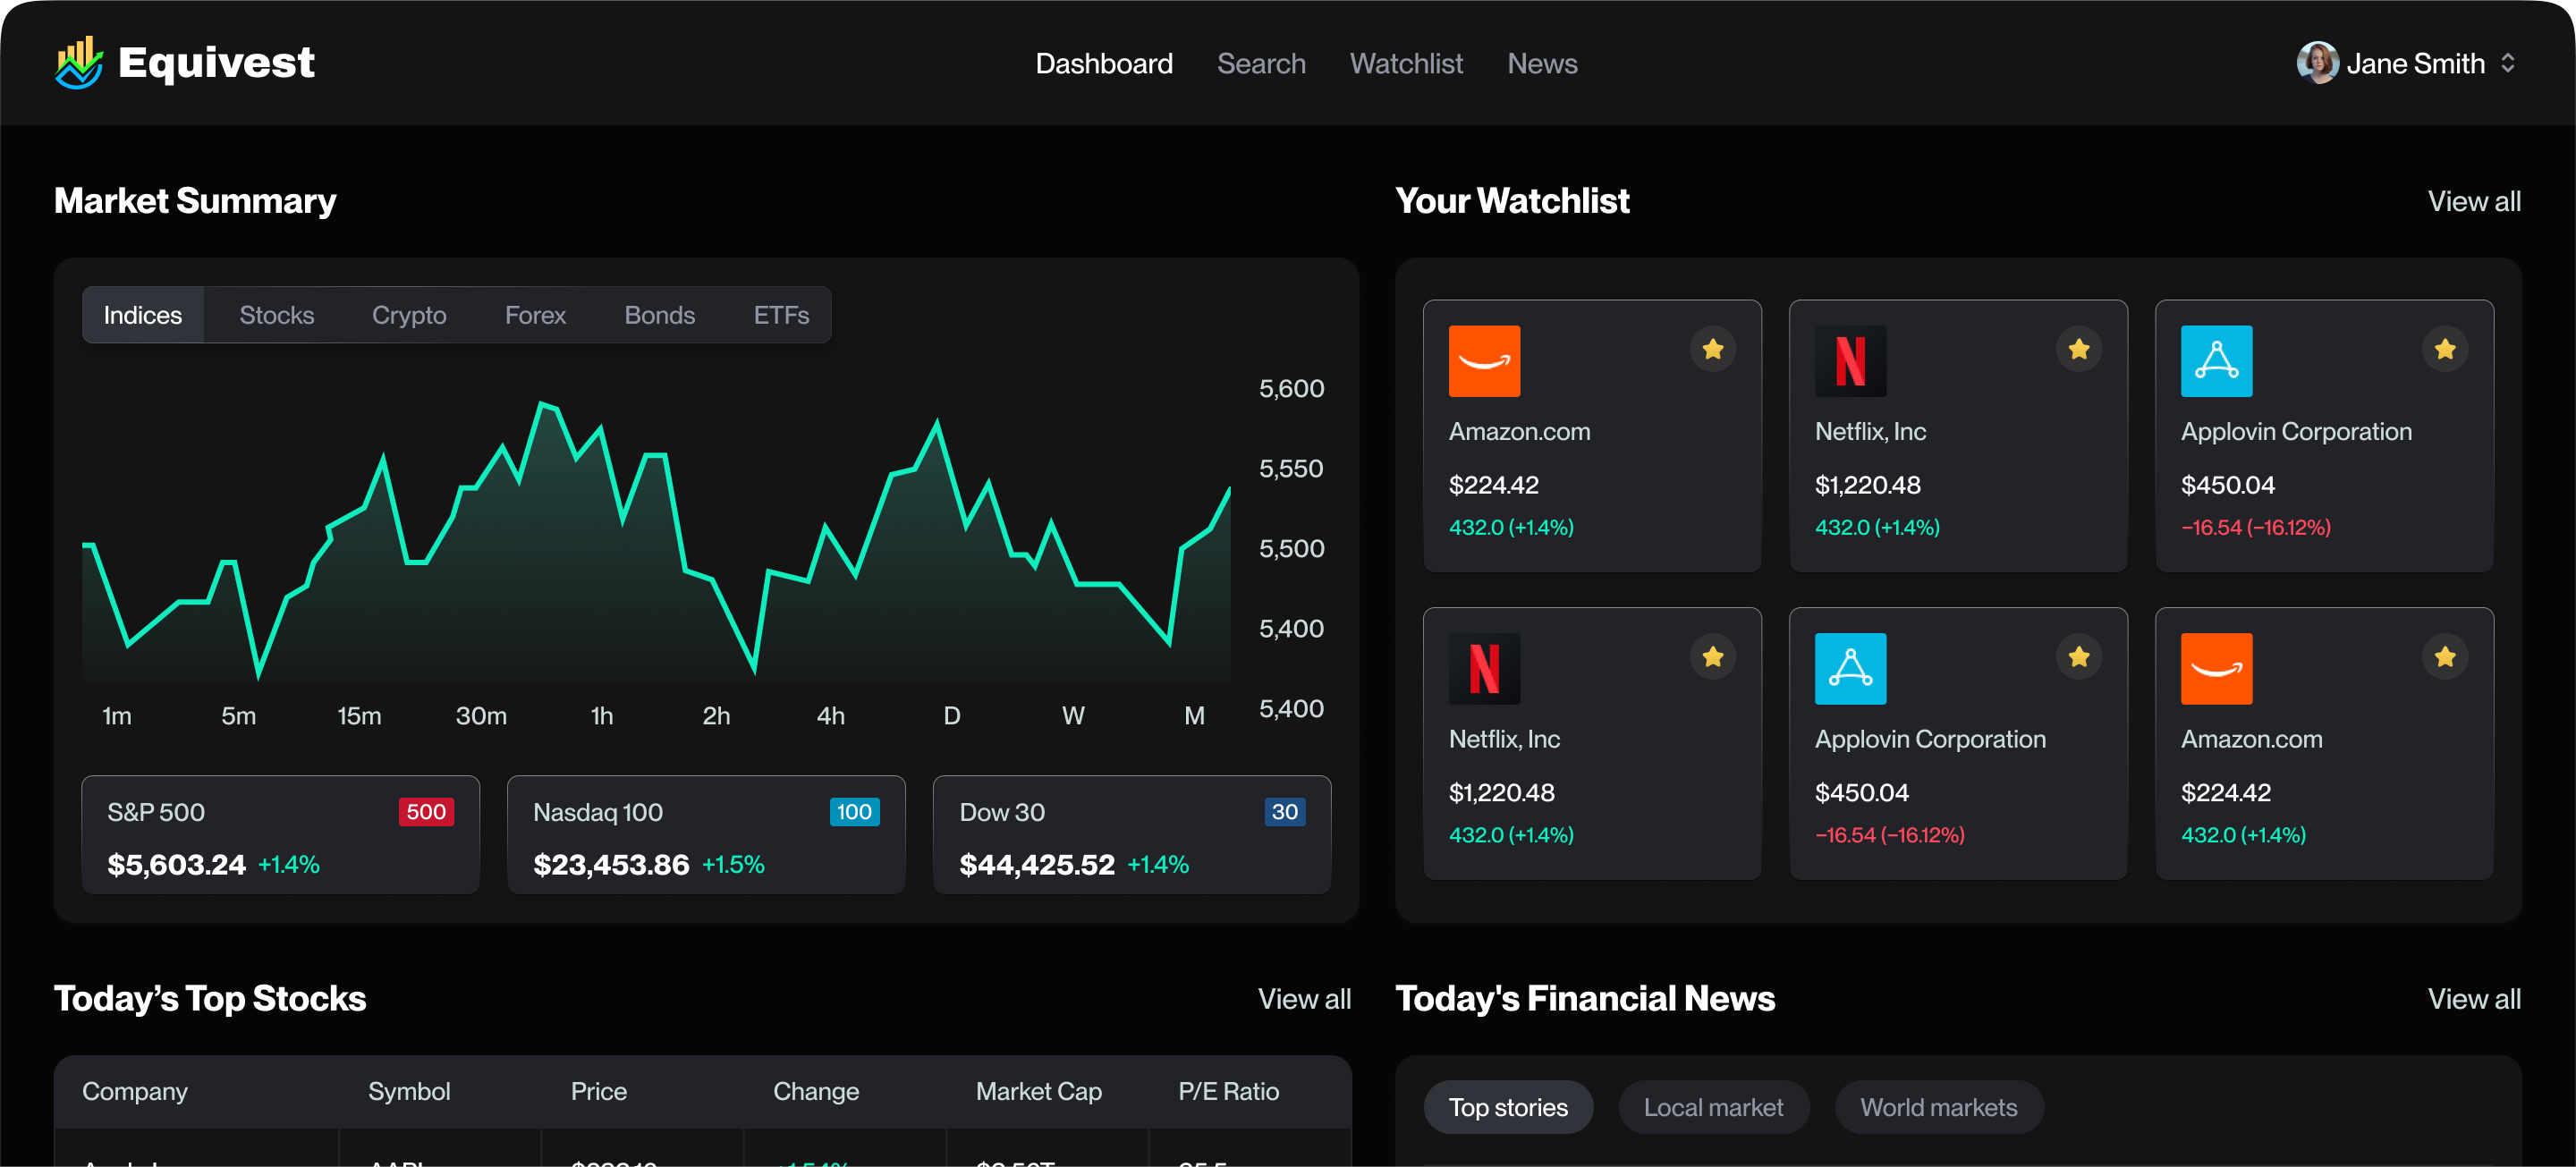 Equivest
Dashboard Search Watchlist News
Jane Smith
Market Summary
Indices Stocks Crypto Forex Bonds ETFs
5,600
5,550
5,500
5,400
5,400
1m 5m 15m 30m 1h 2h 4h D W M
S&P 500 500
$5,603.24 +1.4%
Nasdaq 100 100
$23,453.86 +1.5%
Dow 30 30
$44,425.52 +1.4%
Your Watchlist View all
Amazon.com
$224.42
432.0 (+1.4%)
Netflix, Inc
$1,220.48
432.0 (+1.4%)
Applovin Corporation
$450.04
−16.54 (−16.12%)
Netflix, Inc
$1,220.48
432.0 (+1.4%)
Applovin Corporation
$450.04
−16.54 (−16.12%)
Amazon.com
$224.42
432.0 (+1.4%)
Today’s Top Stocks View all
Company Symbol Price Change Market Cap P/E Ratio
Today's Financial News View all
Top stories Local market World markets